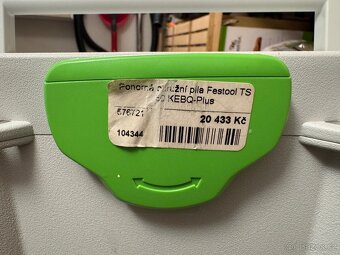 Ponorná okružní pila Festool TS
60 KEBQ-Plus
576721
20 433 Kč
104344